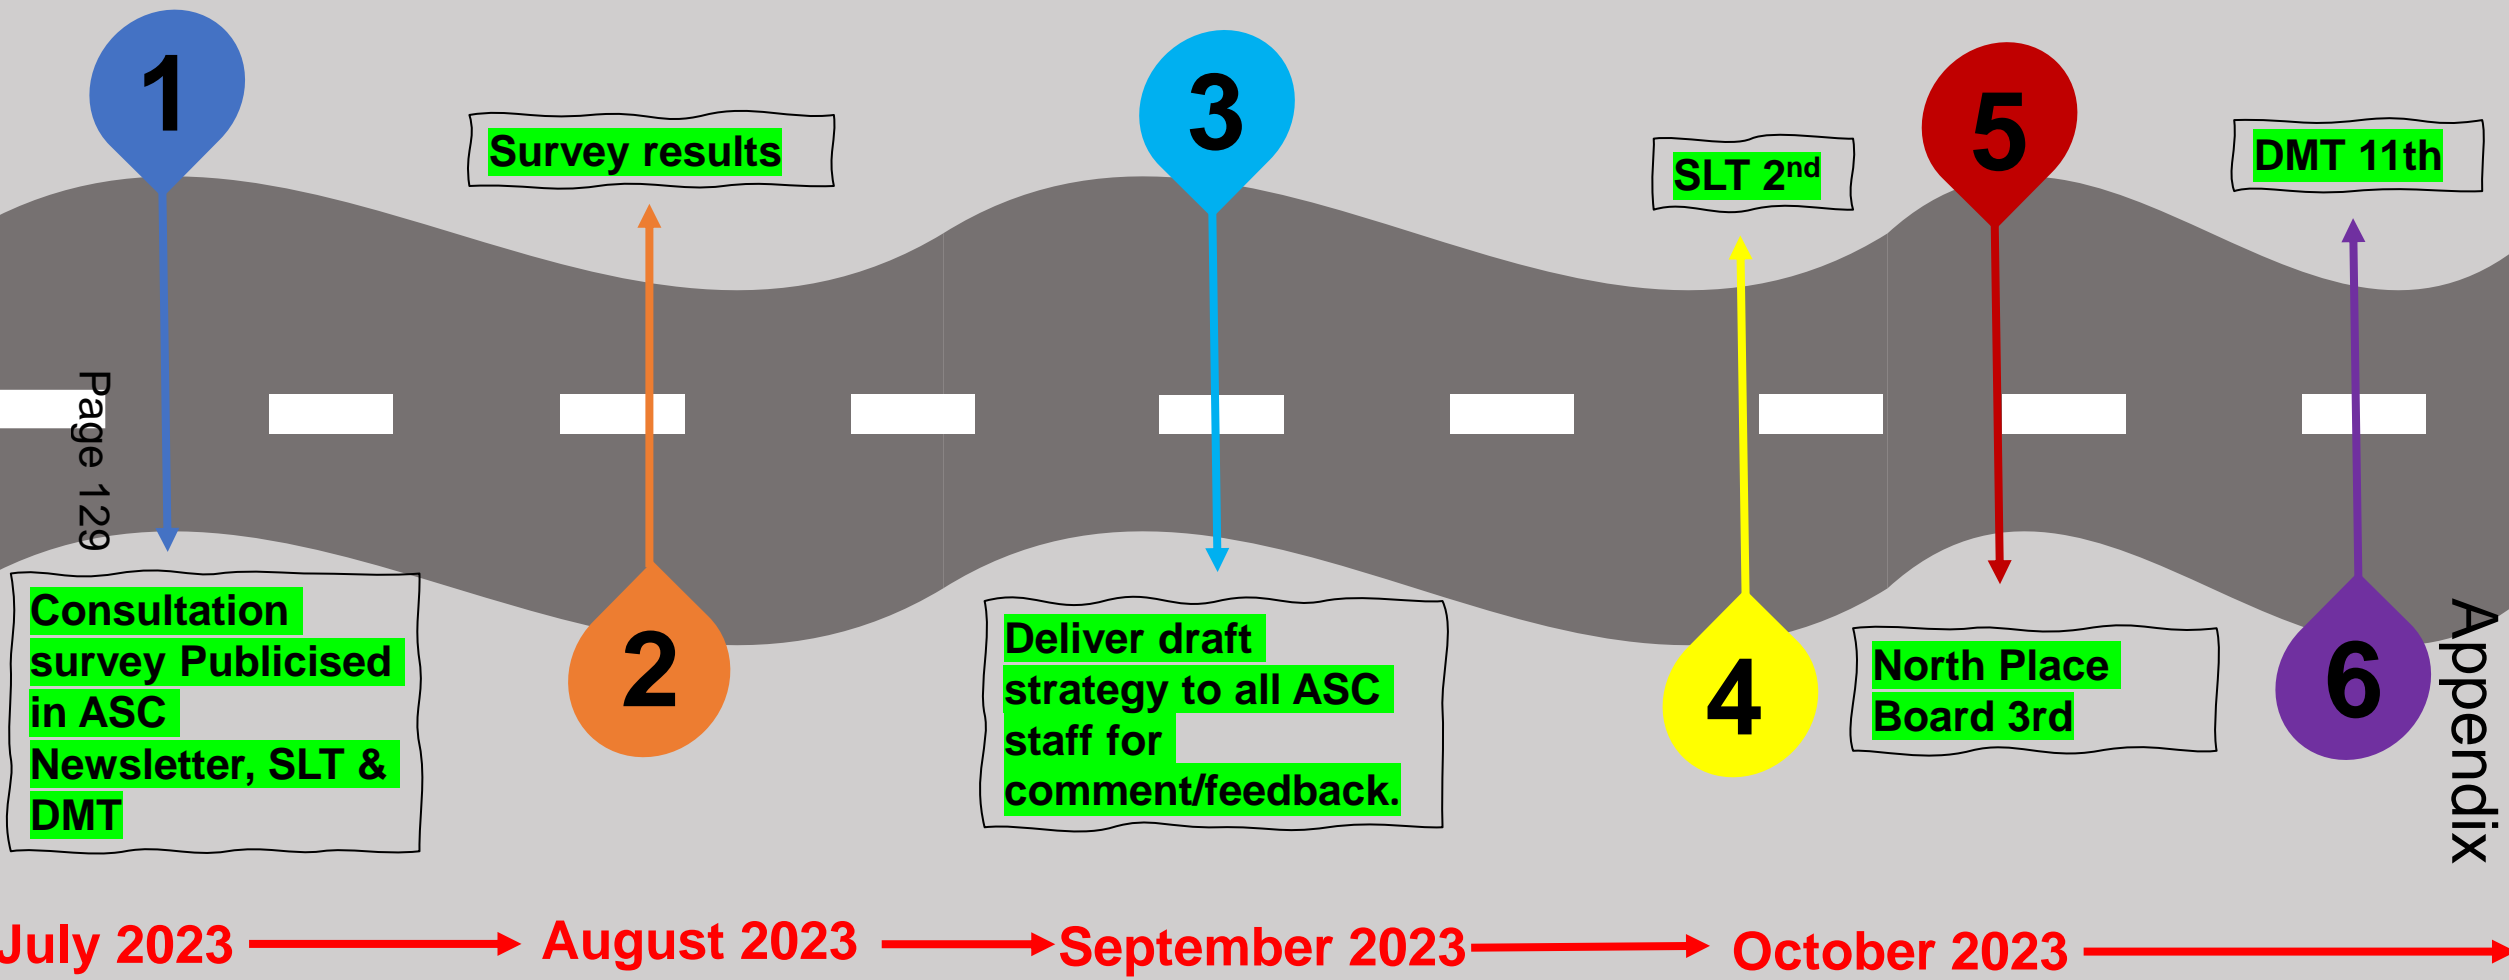 1
Survey results
3
SLT 2nd
5
DMT 11th
Page 129
Consultation
survey Publicised
in ASC
Newsletter, SLT &
DMT
2
Deliver draft
strategy to all ASC
staff for
comment/feedback.
4
North Place
Board 3rd
6
Appendix
July 2023
August 2023
September 2023
October 2023